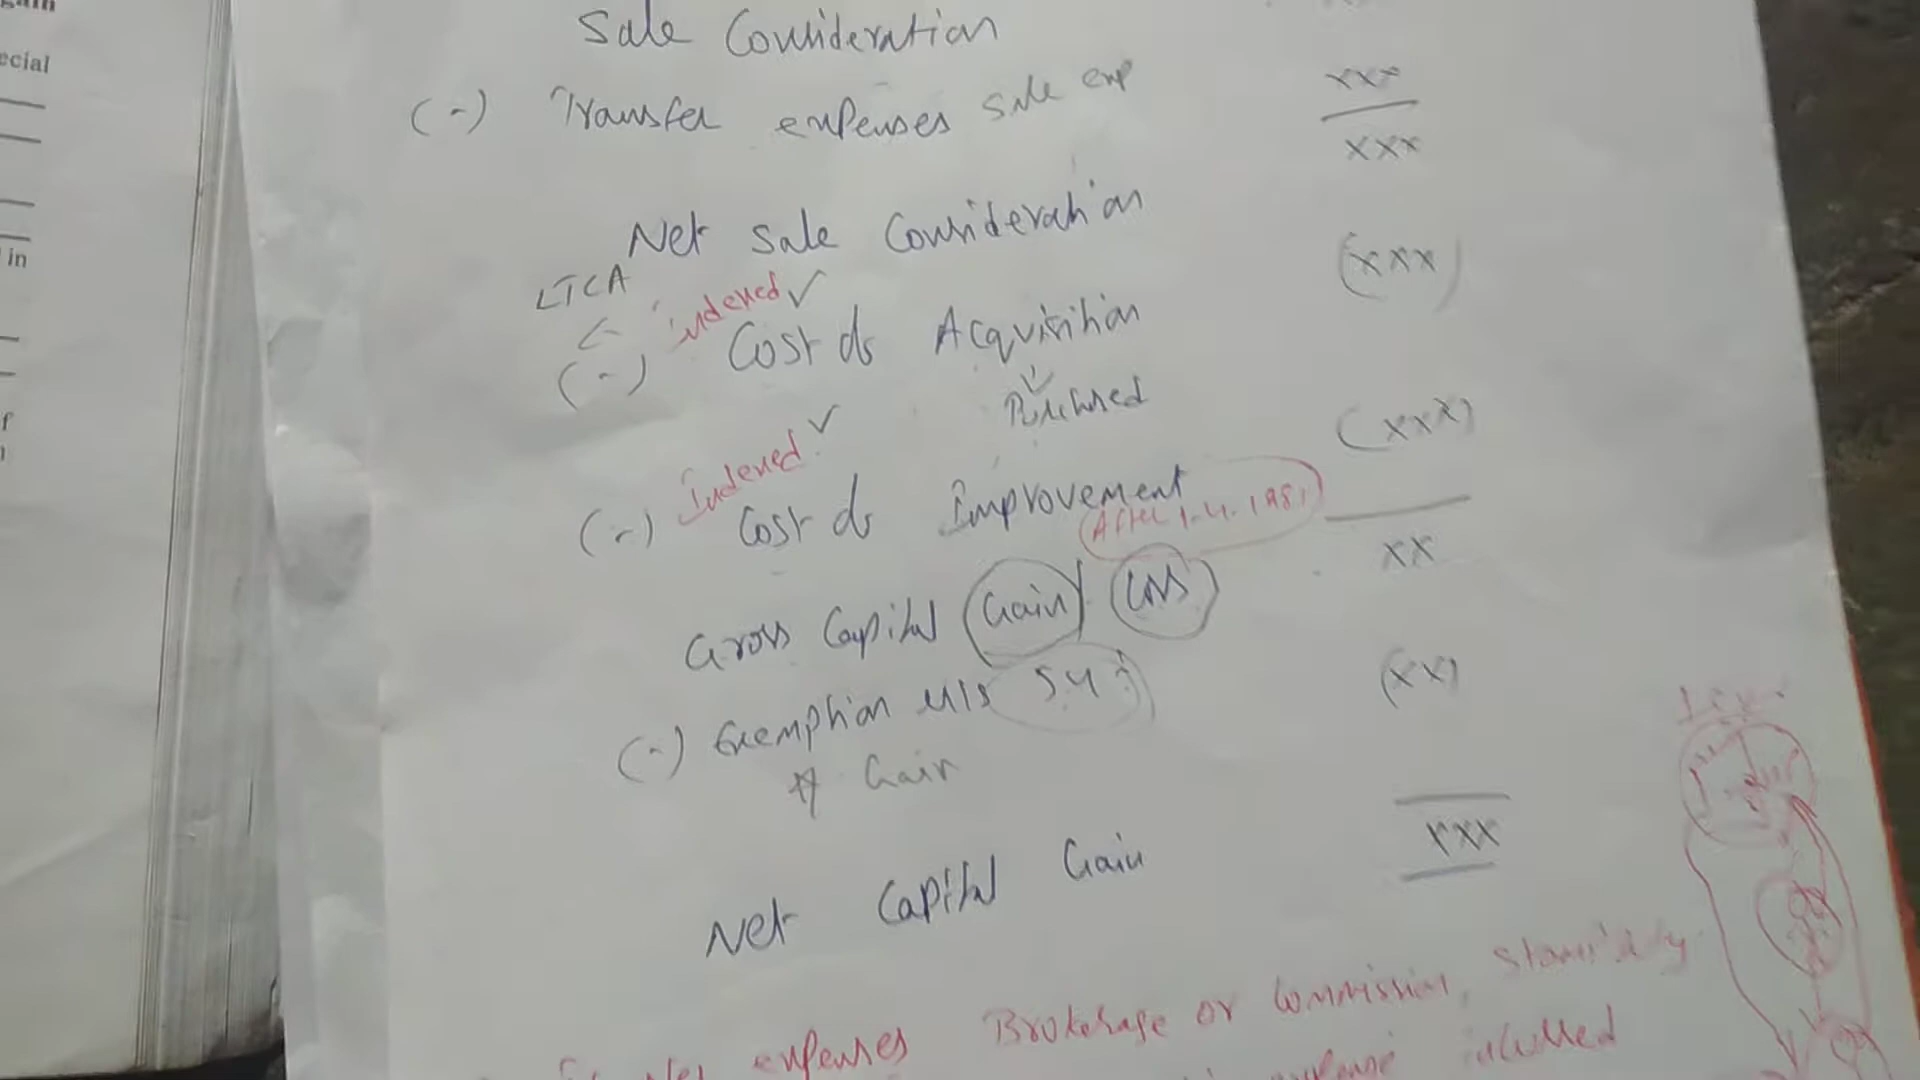 ecial
in
f
Sale Consideration
(-) Transfer expenses sale exp xxx
xxx
Net sale Consideration
LTCA
(-) indexed ✓ Cost of Acquisition (xxx)
Purchased
(-) Indexed ✓ Cost of Improvement (xxx)
After 1.4.1981
Gross Capital Gain / Loss xx
(-) Exemption u/s 54 (xx)
Gain
Net Capital Gain xxx
expenses Brokerage or Commission,
included